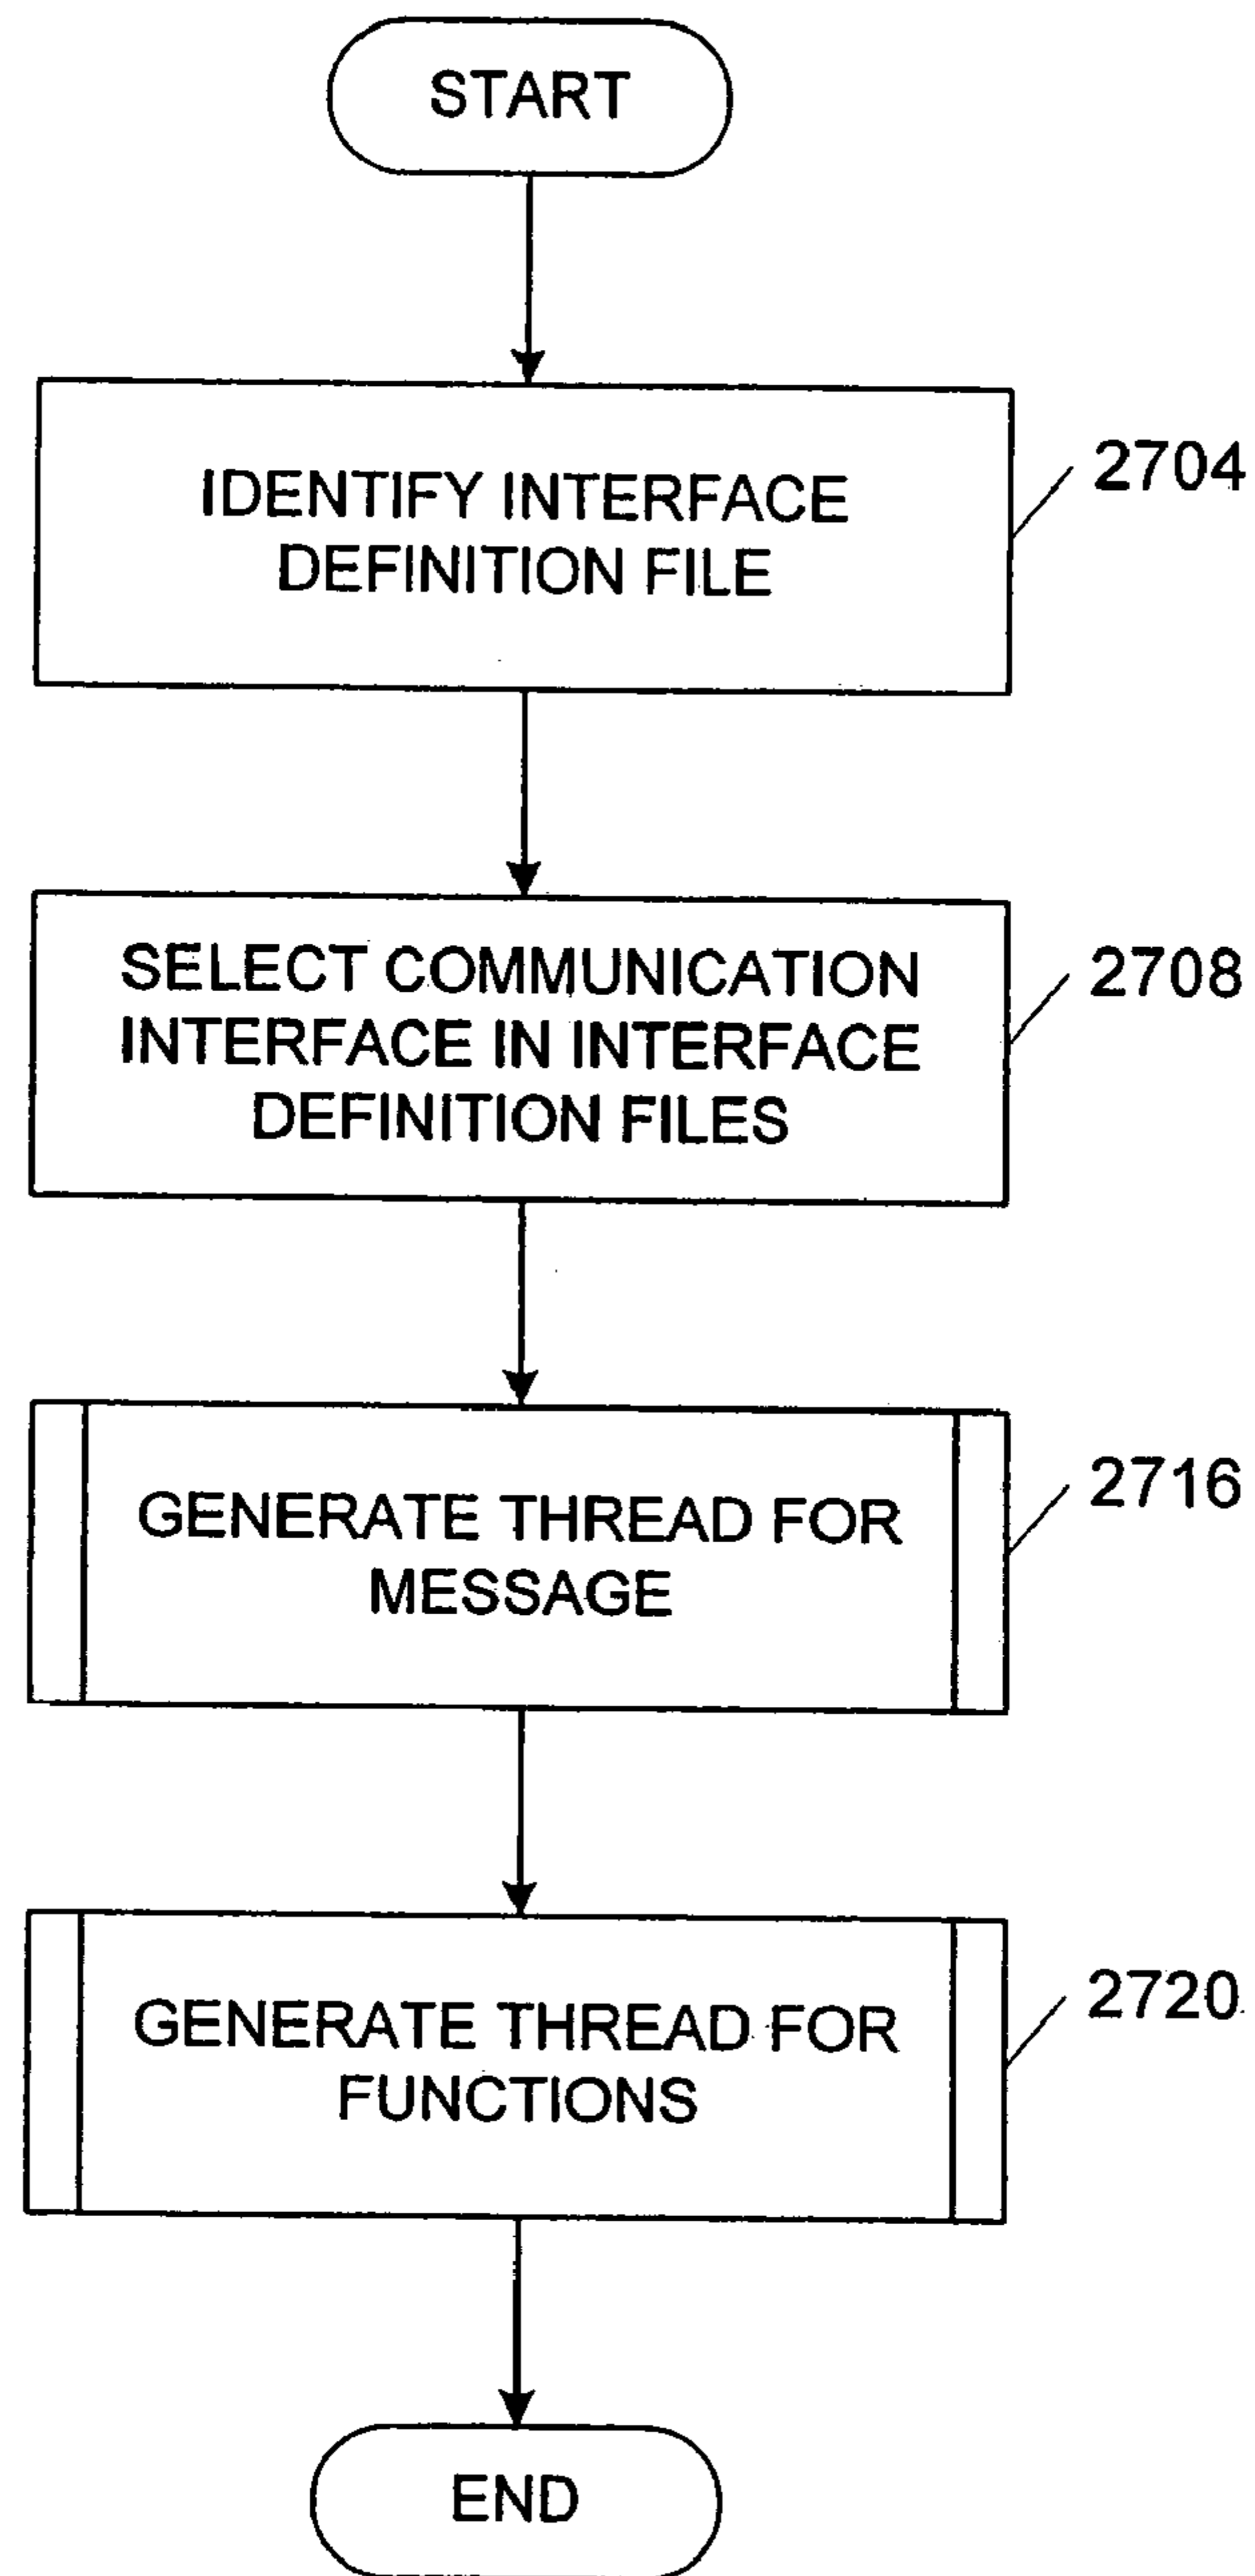 START
IDENTIFY INTERFACE
DEFINITION FILE
2704
SELECT COMMUNICATION
INTERFACE IN INTERFACE
DEFINITION FILES
2708
GENERATE THREAD FOR
MESSAGE
2716
GENERATE THREAD FOR
FUNCTIONS
2720
END